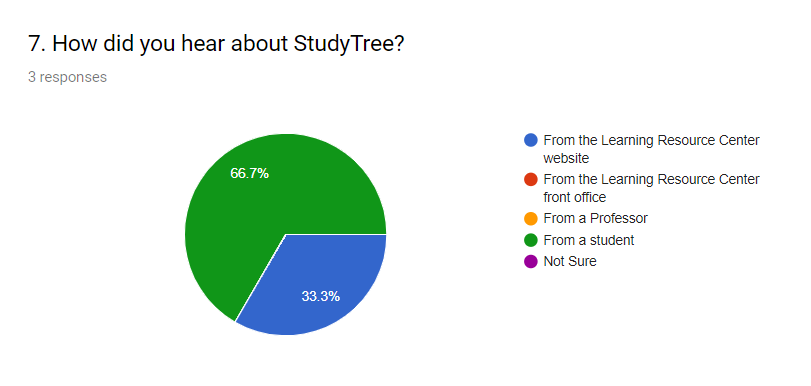 7. How did you hear about StudyTree?
3 responses
66.7%
33.3%
From the Learning Resource Center
website
From the Learning Resource Center
front office
From a Professor
From a student
Not Sure